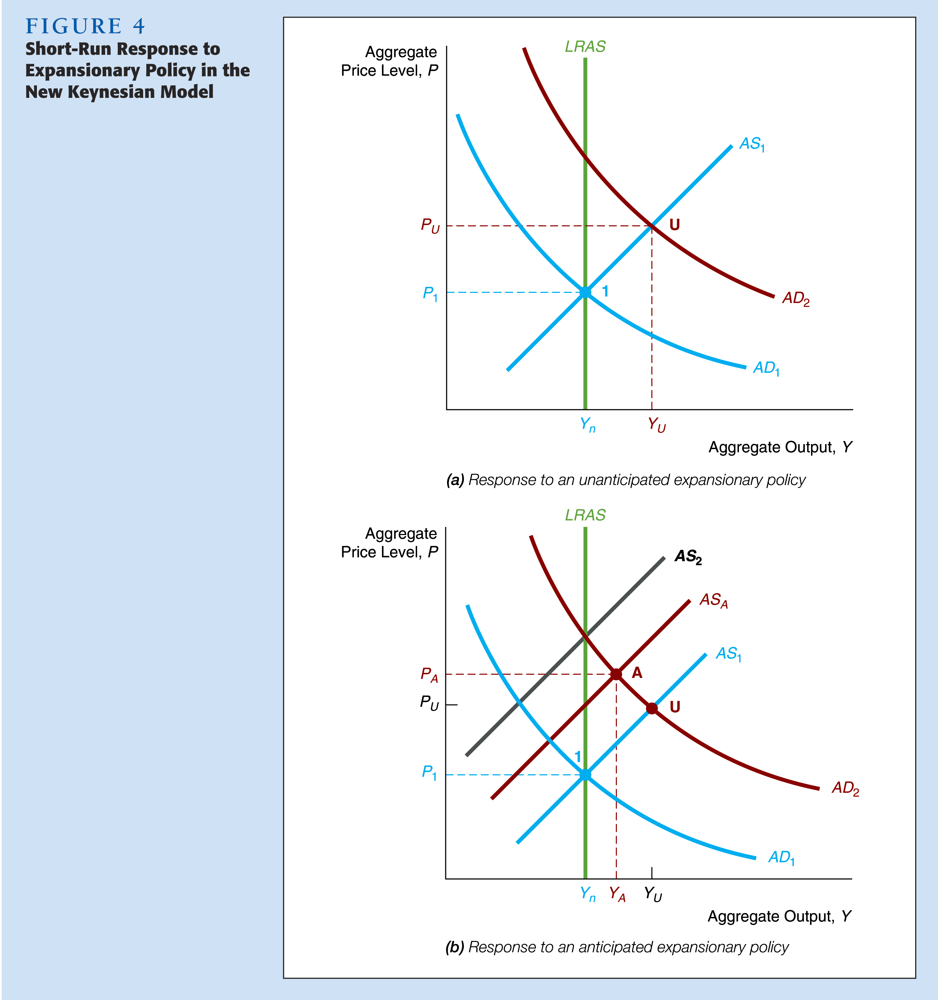 FIGURE 4
Short-Run Response to
Expansionary Policy in the
New Keynesian Model
Aggregate
Price Level, P
LRAS
AS1
PU
U
P1
1
AD2
AD1
Yn
YU
Aggregate Output, Y
(a) Response to an unanticipated expansionary policy
LRAS
Aggregate
Price Level, P
AS2
ASA
AS1
PA
A
PU
U
1
P1
AD2
AD1
Yn
YA
YU
Aggregate Output, Y
(b) Response to an anticipated expansionary policy